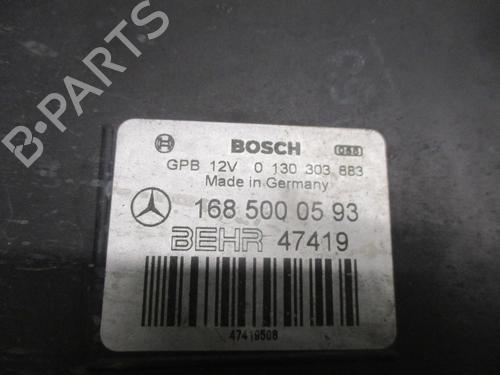 BOSCH
GPB 12V 0 130 303 883
Made in Germany
168 500 05 93
BEHR 47419
47419508
B-PARTS